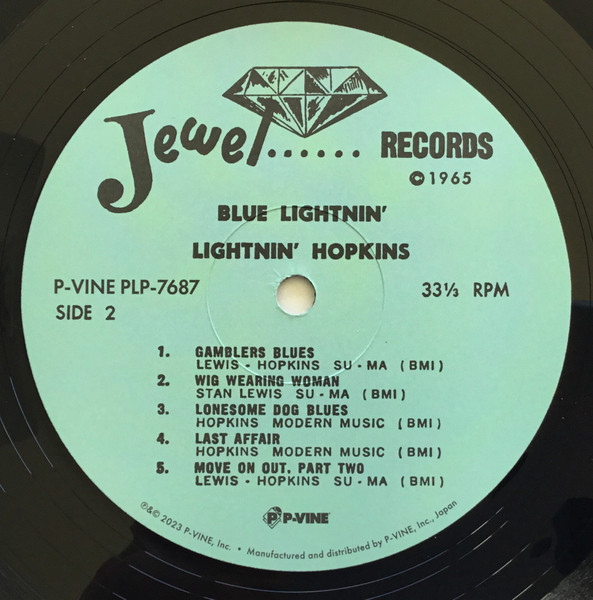 Jewel...... RECORDS
©1965
BLUE LIGHTNIN'
LIGHTNIN' HOPKINS
P-VINE PLP-7687
33⅓ RPM
SIDE 2
1. GAMBLERS BLUES
LEWIS - HOPKINS SU - MA (BMI)
2. WIG WEARING WOMAN
STAN LEWIS SU - MA (BMI)
3. LONESOME DOG BLUES
HOPKINS MODERN MUSIC (BMI)
4. LAST AFFAIR
HOPKINS MODERN MUSIC (BMI)
5. MOVE ON OUT, PART TWO
LEWIS - HOPKINS SU - MA (BMI)
P-VINE
℗&© 2023 P-VINE, Inc. • Manufactured and distributed by P-VINE, Inc., Japan